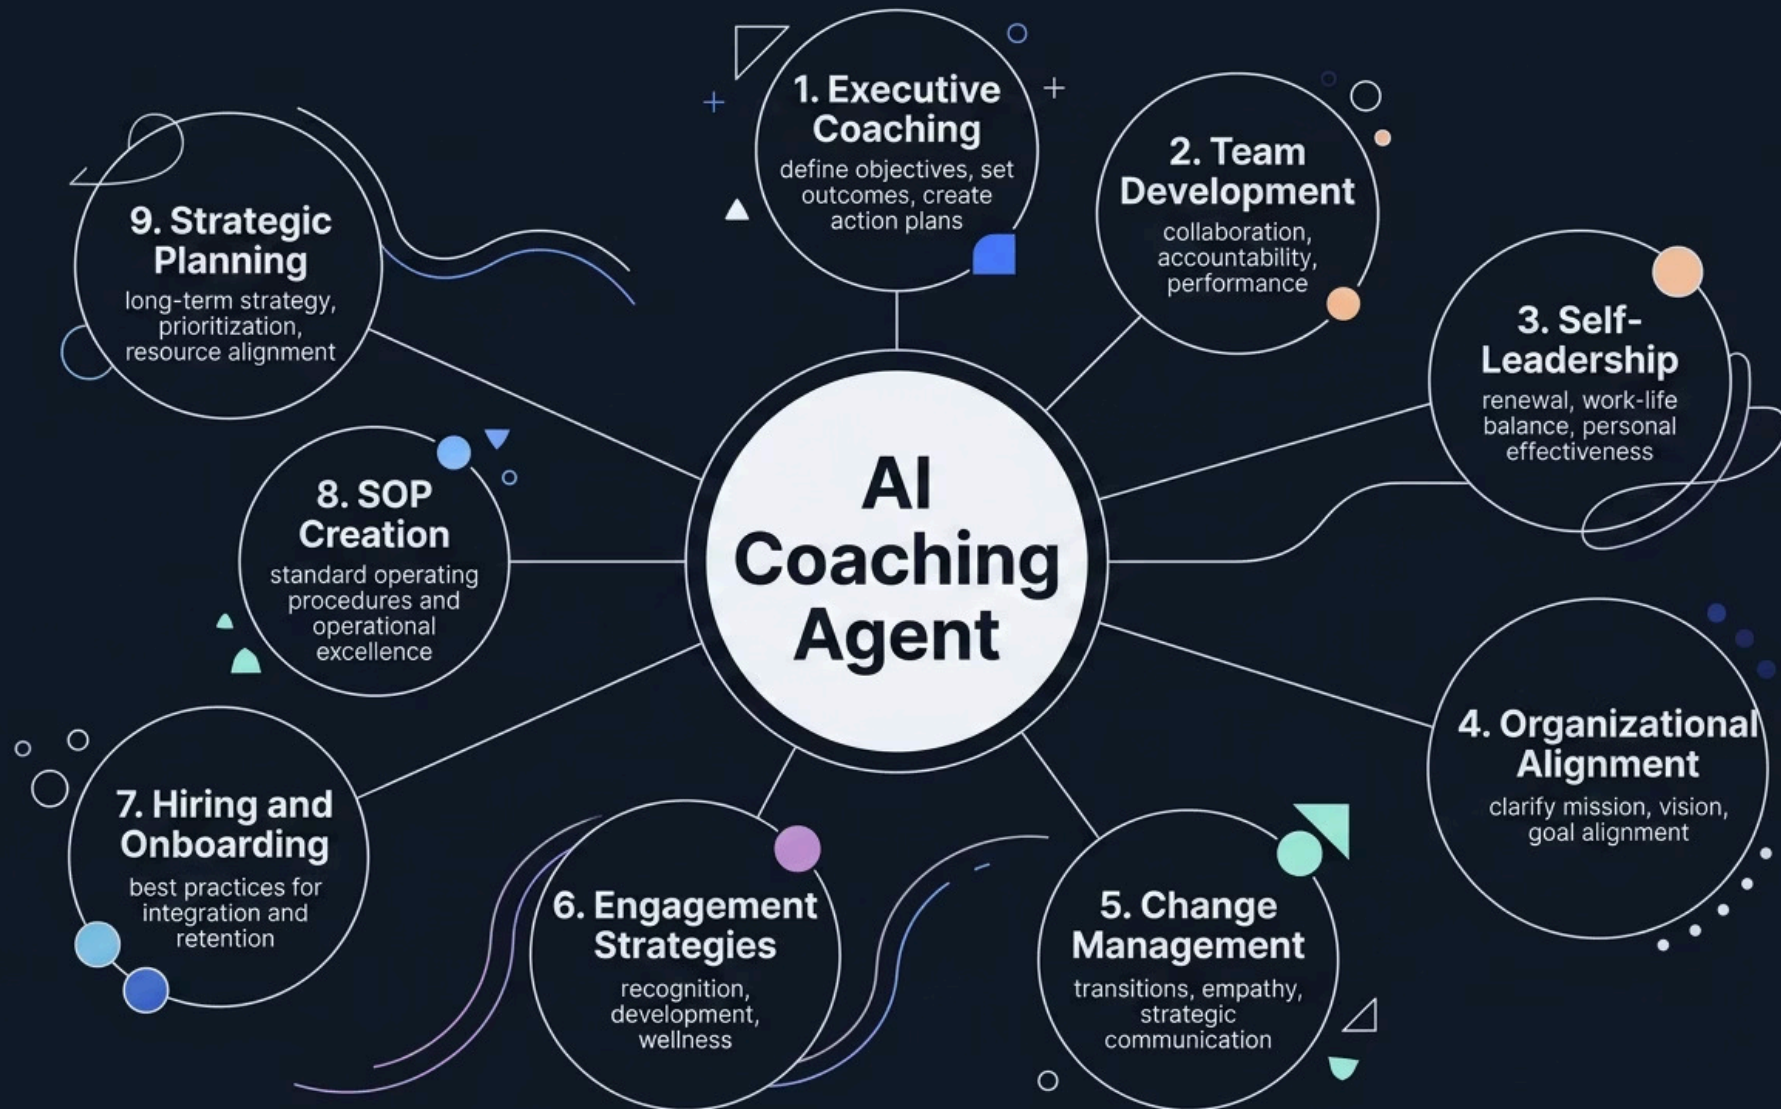 AI
Coaching
Agent
1. Executive
Coaching
define objectives, set
outcomes, create
action plans
2. Team
Development
collaboration,
accountability,
performance
3. Self-
Leadership
renewal, work-life
balance, personal
effectiveness
4. Organizational
Alignment
clarify mission, vision,
goal alignment
5. Change
Management
transitions, empathy,
strategic
communication
6. Engagement
Strategies
recognition,
development,
wellness
7. Hiring and
Onboarding
best practices for
integration and
retention
8. SOP
Creation
standard operating
procedures and
operational
excellence
9. Strategic
Planning
long-term strategy,
prioritization,
resource alignment